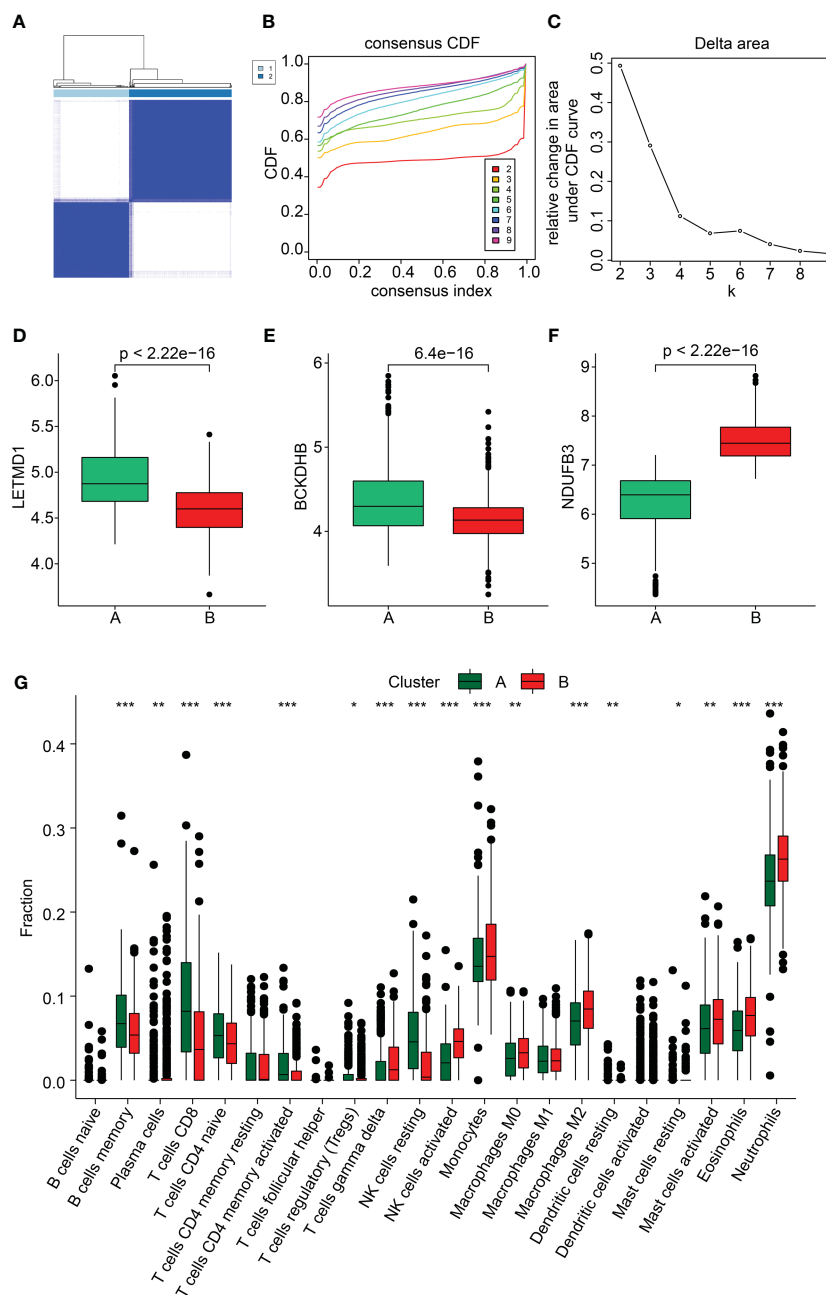 A
1
2
B
consensus CDF
CDF
1.0
0.8
0.6
0.4
0.2
0.0
2
3
4
5
6
7
8
9
0.0 0.2 0.4 0.6 0.8 1.0
consensus index
C
Delta area
relative change in area
under CDF curve
0.5
0.4
0.3
0.2
0.1
0.0
2 3 4 5 6 7 8
k
D
p < 2.22e−16
LETMD1
6.0
5.5
5.0
4.5
4.0
A B
E
6.4e−16
BCKDHB
6
5
4
A B
F
p < 2.22e−16
NDUFB3
9
8
7
6
5
A B
G
Cluster A B
*** ** *** *** *** * *** *** *** *** ** *** ** * ** *** ***
Fraction
0.4
0.3
0.2
0.1
0.0
B cells naive
B cells memory
Plasma cells
T cells CD8
T cells CD4 naive
T cells CD4 memory resting
T cells CD4 memory activated
T cells follicular helper
T cells regulatory (Tregs)
T cells gamma delta
NK cells resting
NK cells activated
Monocytes
Macrophages M0
Macrophages M1
Macrophages M2
Dendritic cells resting
Dendritic cells activated
Mast cells resting
Mast cells activated
Eosinophils
Neutrophils